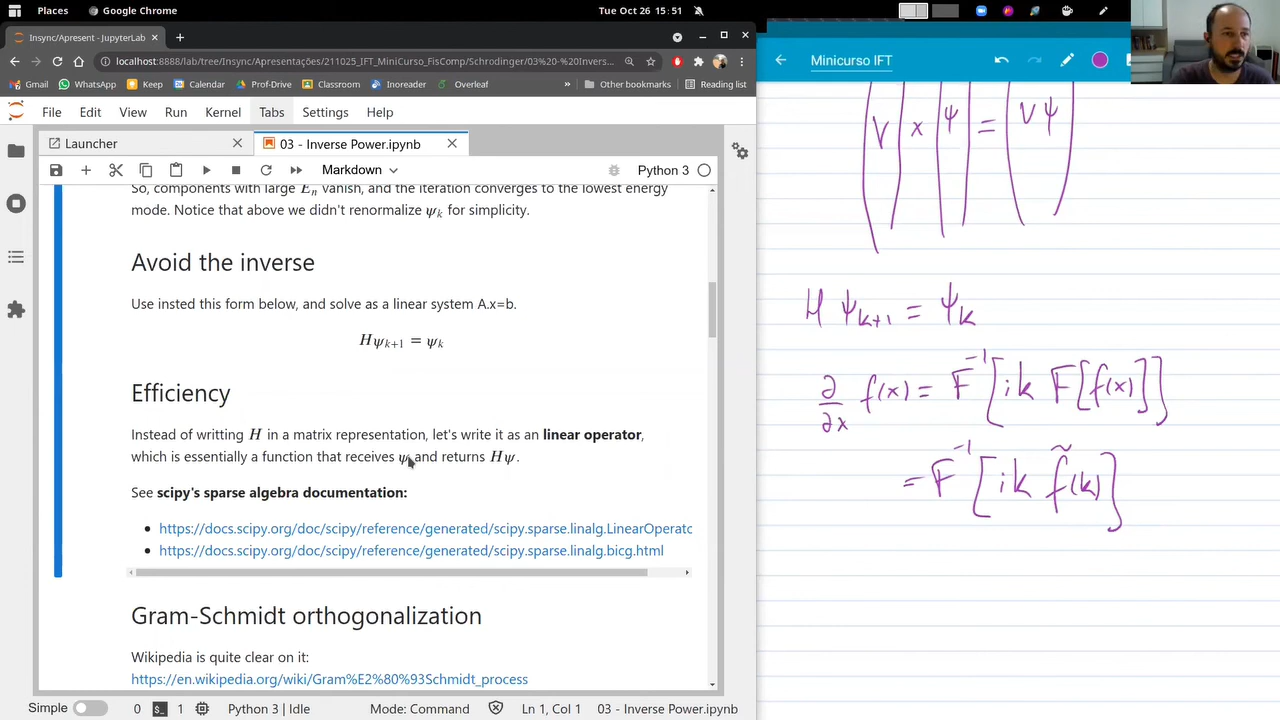 Places
Google Chrome
Tue Oct 26 15:51
Insync/Apresent - JupyterLab
localhost:8888/lab/tree/Insync/Apresentações/211025_IFT_MiniCurso_FisComp/Schrodinger/03%20-%20Invers…
Gmail
WhatsApp
Keep
Calendar
Prof-Drive
Classroom
Inoreader
Overleaf
»
Other bookmarks
Reading list
File Edit View Run Kernel Tabs Settings Help
Launcher
03 - Inverse Power.ipynb
Markdown
Python 3
So, components with large Eₙ vanish, and the iteration converges to the lowest energy
mode. Notice that above we didn't renormalize ψₖ for simplicity.
Avoid the inverse
Use insted this form below, and solve as a linear system A.x=b.
Hψₖ₊₁ = ψₖ
Efficiency
Instead of writting H in a matrix representation, let's write it as an linear operator,
which is essentially a function that receives ψ and returns Hψ.
See scipy's sparse algebra documentation:
https://docs.scipy.org/doc/scipy/reference/generated/scipy.sparse.linalg.LinearOperatc
https://docs.scipy.org/doc/scipy/reference/generated/scipy.sparse.linalg.bicg.html
Gram-Schmidt orthogonalization
Wikipedia is quite clear on it:
https://en.wikipedia.org/wiki/Gram%E2%80%93Schmidt_process
Simple 0 1 Python 3 | Idle Mode: Command Ln 1, Col 1 03 - Inverse Power.ipynb
Minicurso IFT
(V) x (ψ) = (Vψ)
H ψₖ₊₁ = ψₖ
∂/∂x f(x) = F⁻¹[ik F[f(x)]]
= F⁻¹[ik f̃(k)]